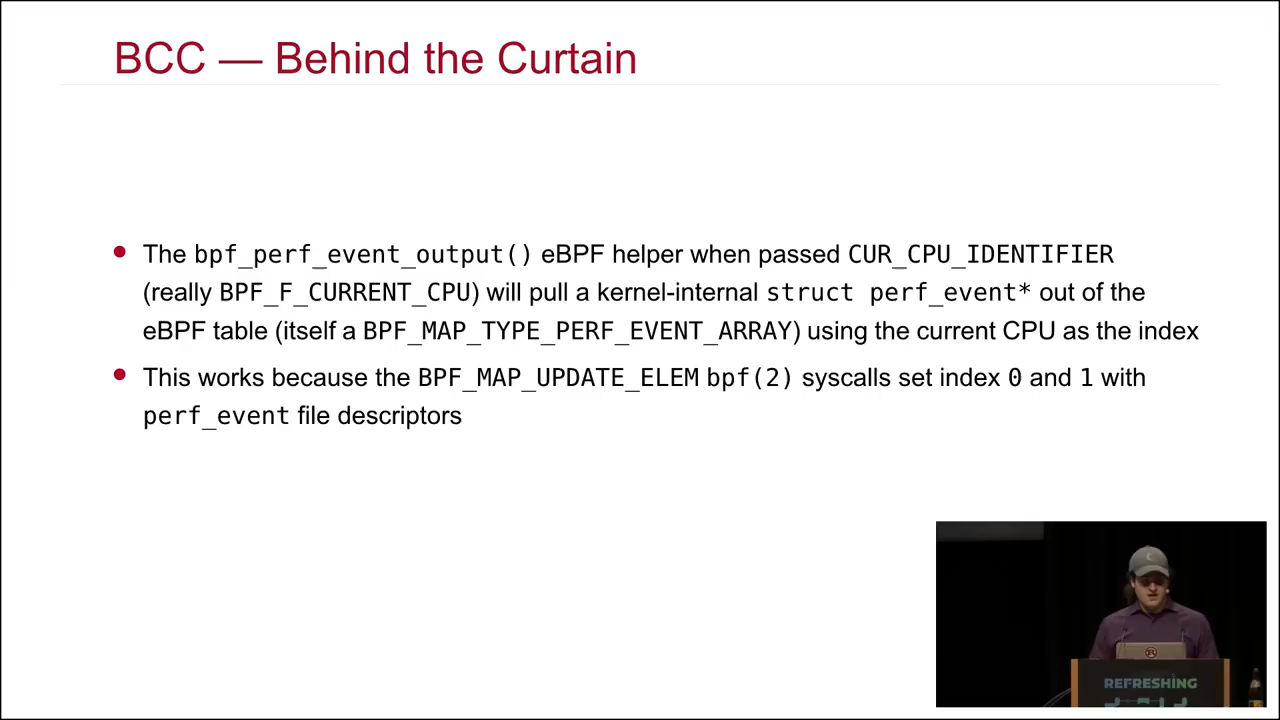 BCC — Behind the Curtain
The bpf_perf_event_output() eBPF helper when passed CUR_CPU_IDENTIFIER
(really BPF_F_CURRENT_CPU) will pull a kernel-internal struct perf_event* out of the
eBPF table (itself a BPF_MAP_TYPE_PERF_EVENT_ARRAY) using the current CPU as the index
This works because the BPF_MAP_UPDATE_ELEM bpf(2) syscalls set index 0 and 1 with
perf_event file descriptors
REFRESHING